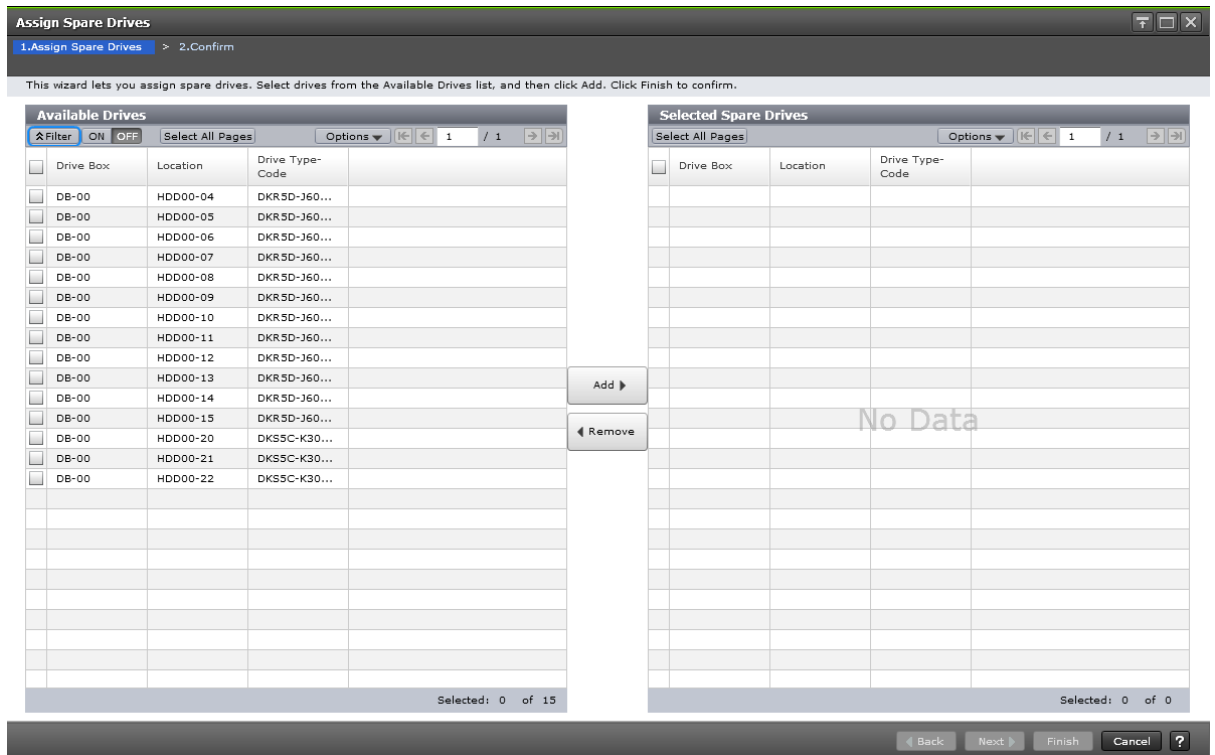 Assign Spare Drives
1.Assign Spare Drives > 2.Confirm
This wizard lets you assign spare drives. Select drives from the Available Drives list, and then click Add. Click Finish to confirm.
Available Drives
Filter ON OFF Select All Pages Options 1 / 1
Drive Box Location Drive Type-
Code
DB-00 HDD00-04 DKR5D-J60...
DB-00 HDD00-05 DKR5D-J60...
DB-00 HDD00-06 DKR5D-J60...
DB-00 HDD00-07 DKR5D-J60...
DB-00 HDD00-08 DKR5D-J60...
DB-00 HDD00-09 DKR5D-J60...
DB-00 HDD00-10 DKR5D-J60...
DB-00 HDD00-11 DKR5D-J60...
DB-00 HDD00-12 DKR5D-J60...
DB-00 HDD00-13 DKR5D-J60...
DB-00 HDD00-14 DKR5D-J60...
DB-00 HDD00-15 DKR5D-J60...
DB-00 HDD00-20 DKS5C-K30...
DB-00 HDD00-21 DKS5C-K30...
DB-00 HDD00-22 DKS5C-K30...
Selected: 0 of 15
Add
Remove
Selected Spare Drives
Select All Pages Options 1 / 1
Drive Box Location Drive Type-
Code
No Data
Selected: 0 of 0
Back Next Finish Cancel ?